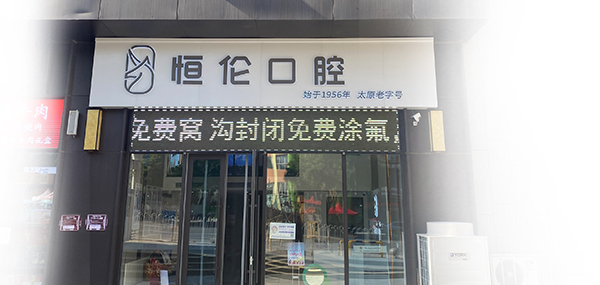 恒伦口腔
始于1956年 太原老字号
免费窝沟封闭免费涂氟
肉